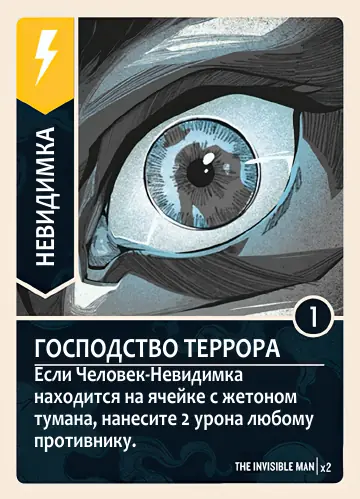 НЕВИДИМКА
1
ГОСПОДСТВО ТЕРРОРА
Если Человек-Невидимка
находится на ячейке с жетоном
тумана, нанесите 2 урона любому
противнику.
THE INVISIBLE MAN | x2